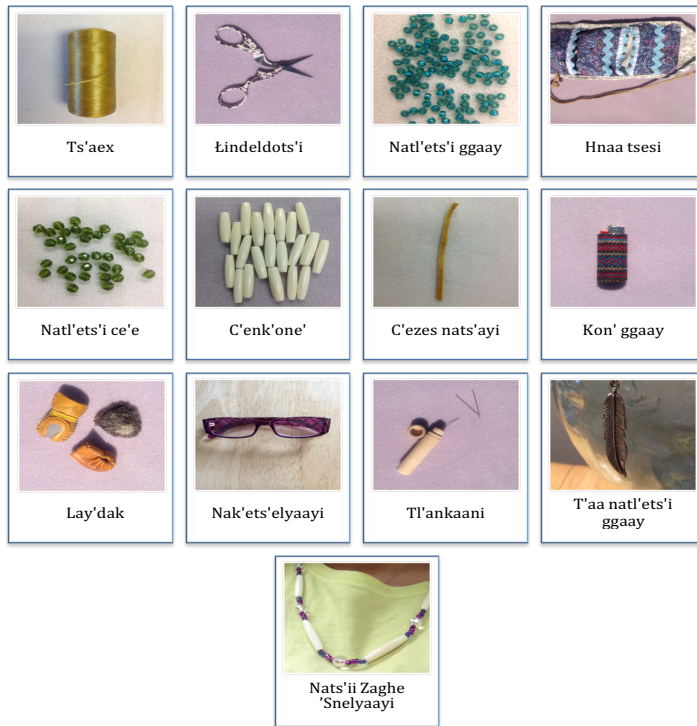 Ts'aex
Łindeldots'i
Natl'ets'i ggaay
Hnaa tsesi
Natl'ets'i ce'e
C'enk'one'
C'ezes nats'ayi
Kon' ggaay
Lay'dak
Nak'ets'elyaayi
Tl'ankaani
T'aa natl'ets'i
ggaay
Nats'ii Zaghe
'Snelyaayi